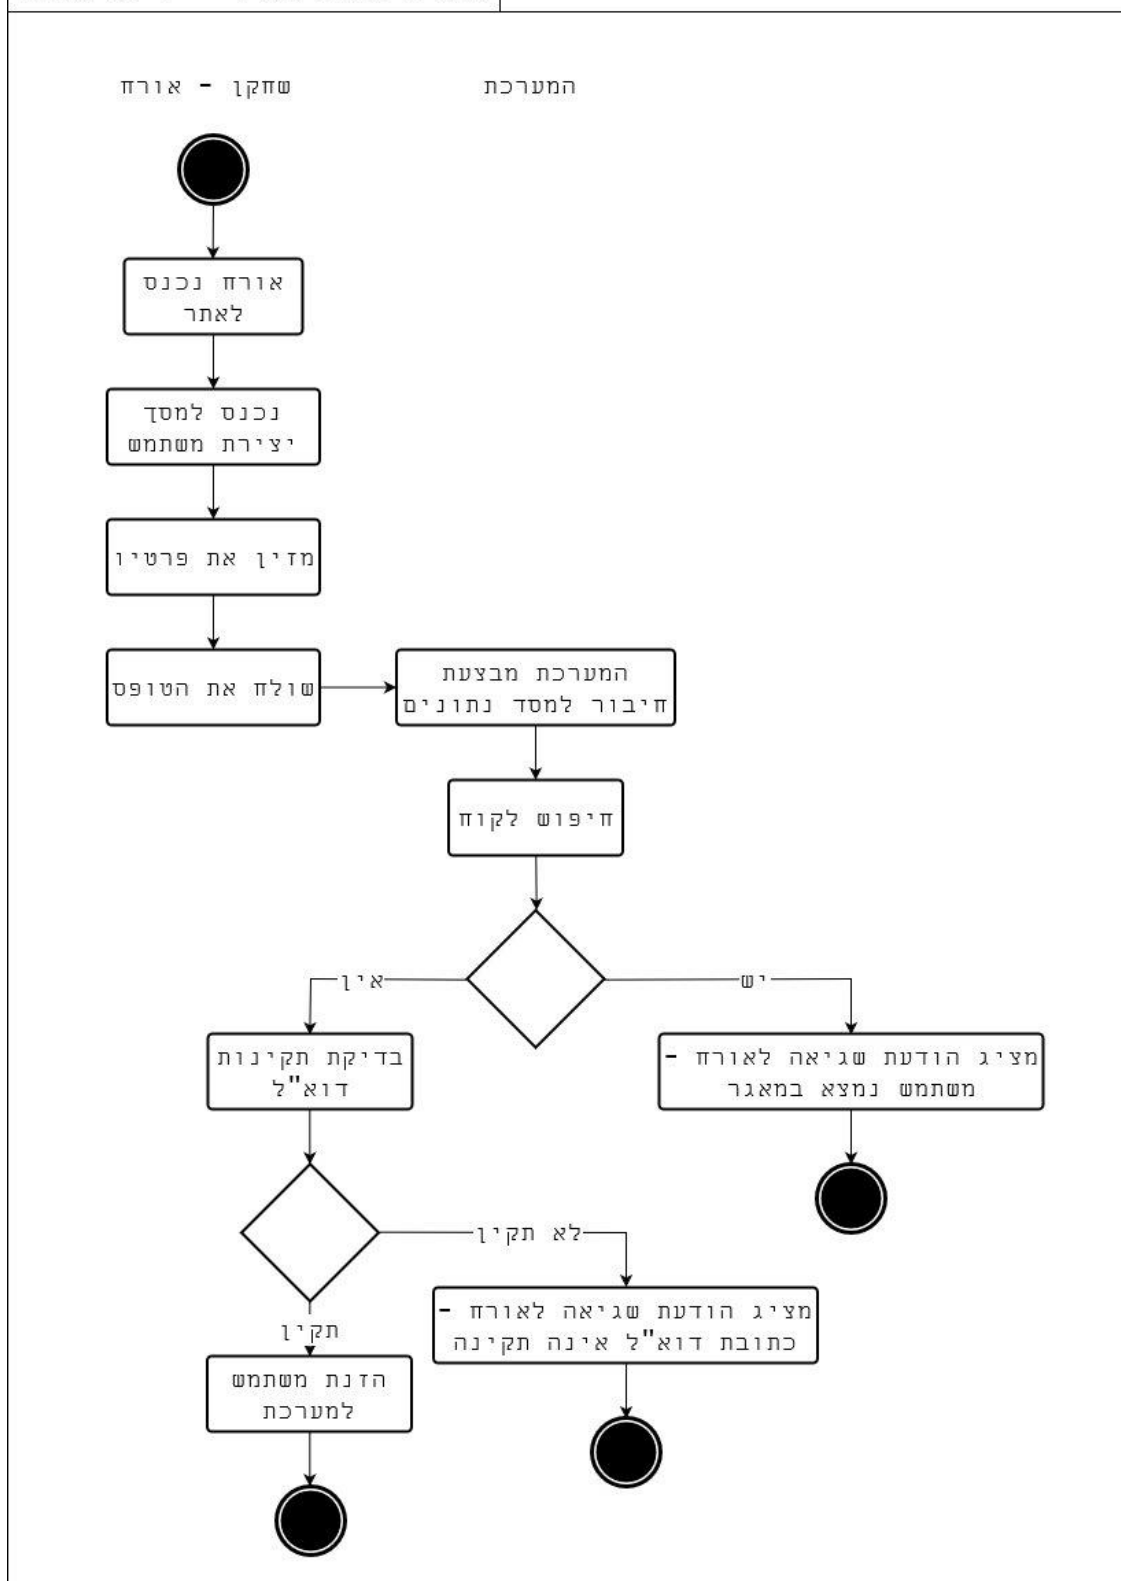 שחקן - אורח
המערכת
אורח נכנס
לאתר
נכנס למסך
יצירת משתמש
מזין את פרטיו
שולח את הטופס
המערכת מבצעת
חיבור למסד נתונים
חיפוש לקוח
אין
יש
בדיקת תקינות
דוא"ל
מציג הודעת שגיאה לאורח -
משתמש נמצא במאגר
לא תקין
תקין
מציג הודעת שגיאה לאורח -
כתובת דוא"ל אינה תקינה
הזנת משתמש
למערכת